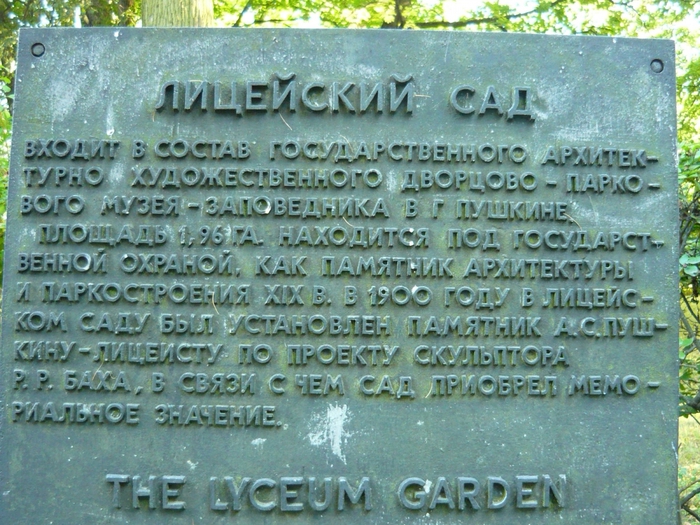 ЛИЦЕЙСКИЙ САД
ВХОДИТ В СОСТАВ ГОСУДАРСТВЕННОГО АРХИТЕК-
ТУРНО ХУДОЖЕСТВЕННОГО ДВОРЦОВО-ПАРКО-
ВОГО МУЗЕЯ-ЗАПОВЕДНИКА В Г ПУШКИНЕ.
ПЛОЩАДЬ 1,96 ГА. НАХОДИТСЯ ПОД ГОСУДАРСТ-
ВЕННОЙ ОХРАНОЙ, КАК ПАМЯТНИК АРХИТЕКТУРЫ
И ПАРКОСТРОЕНИЯ XIX В. В 1900 ГОДУ В ЛИЦЕЙС-
КОМ САДУ БЫЛ УСТАНОВЛЕН ПАМЯТНИК А.С.ПУШ-
КИНУ-ЛИЦЕИСТУ ПО ПРОЕКТУ СКУЛЬПТОРА
Р. Р. БАХА, В СВЯЗИ С ЧЕМ САД ПРИОБРЕЛ МЕМО-
РИАЛЬНОЕ ЗНАЧЕНИЕ.
THE LYCEUM GARDEN